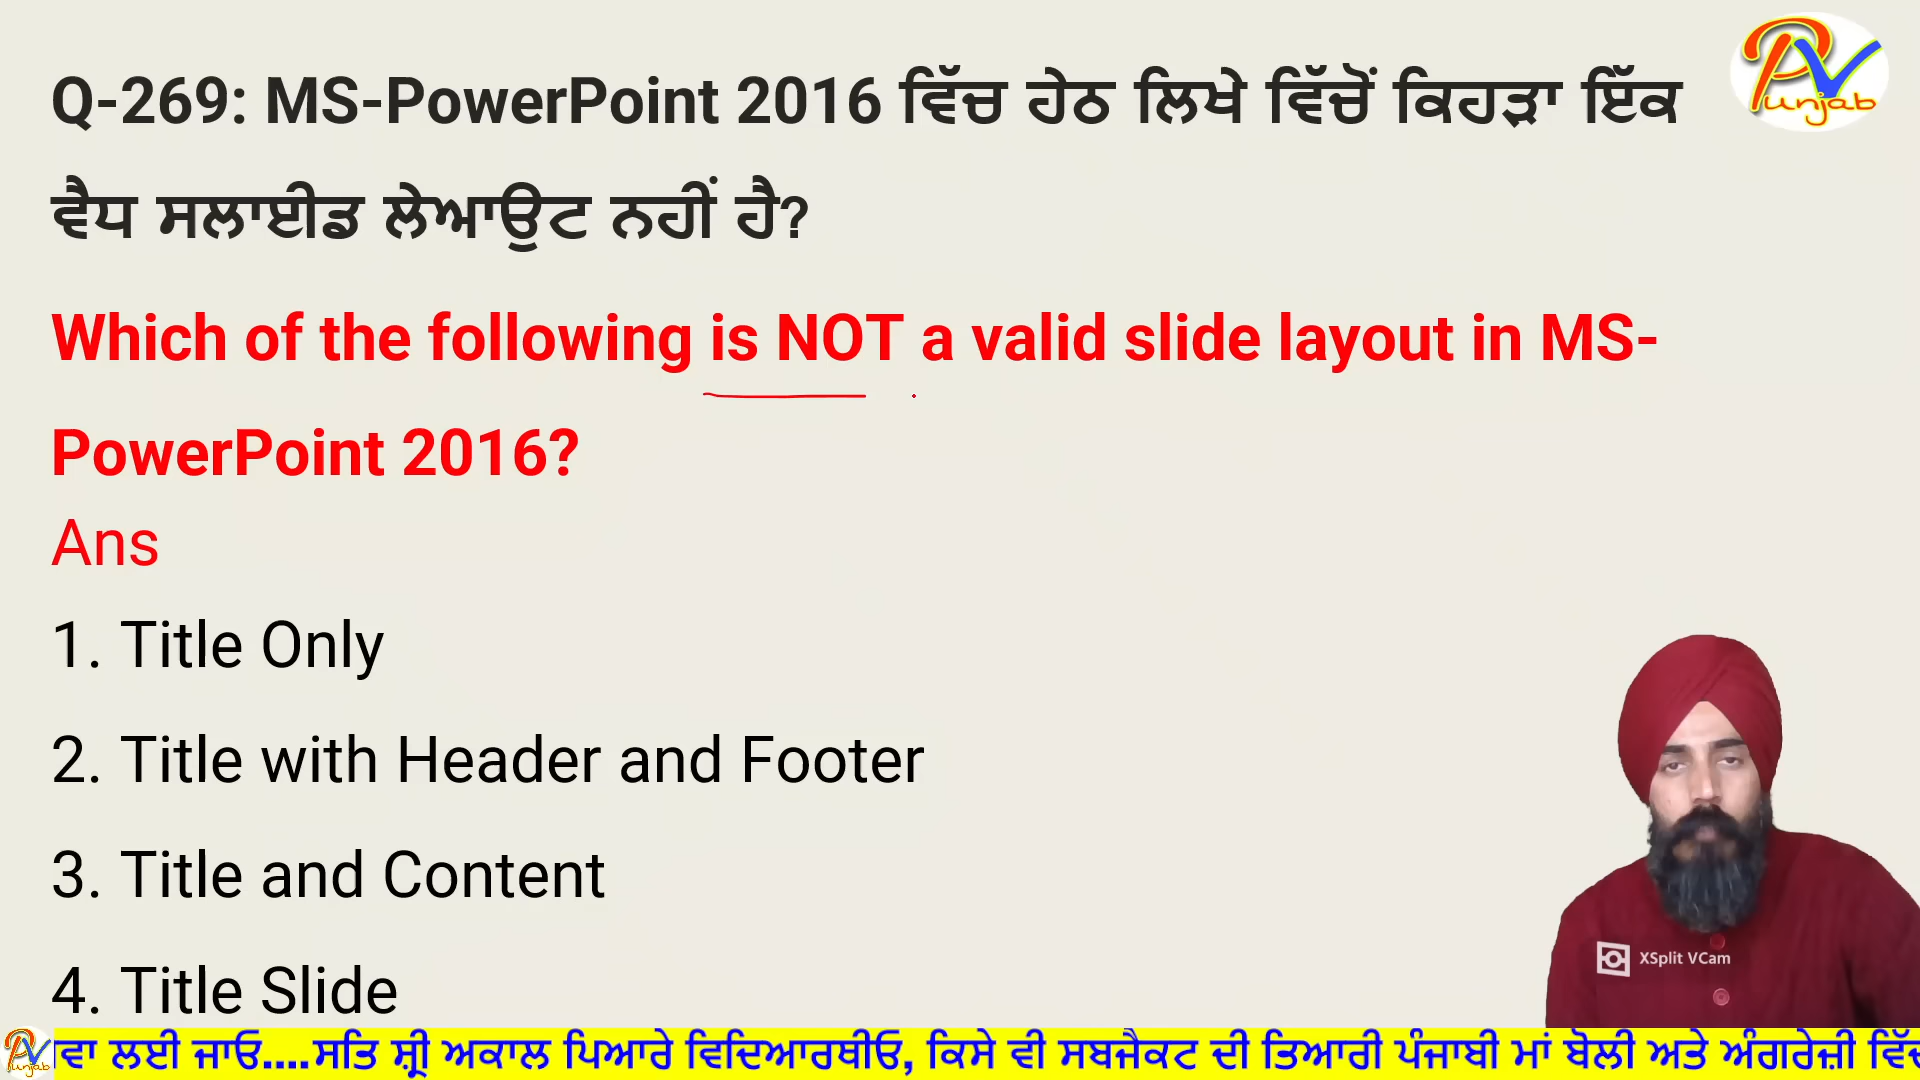 Q-269: MS-PowerPoint 2016 ਵਿੱਚ ਹੇਠ ਲਿਖੇ ਵਿੱਚੋਂ ਕਿਹੜਾ ਇੱਕ
ਵੈਧ ਸਲਾਈਡ ਲੇਆਉਟ ਨਹੀਂ ਹੈ?
Which of the following is NOT a valid slide layout in MS-
PowerPoint 2016?
Ans
1. Title Only
2. Title with Header and Footer
3. Title and Content
4. Title Slide
XSplit VCam
PV
unjab
ਵਾ ਲਈ ਜਾਓ....ਸਤਿ ਸ਼੍ਰੀ ਅਕਾਲ ਪਿਆਰੇ ਵਿਦਿਆਰਥੀਓ, ਕਿਸੇ ਵੀ ਸਬਜੈਕਟ ਦੀ ਤਿਆਰੀ ਪੰਜਾਬੀ ਮਾਂ ਬੋਲੀ ਅਤੇ ਅੰਗਰੇਜ਼ੀ